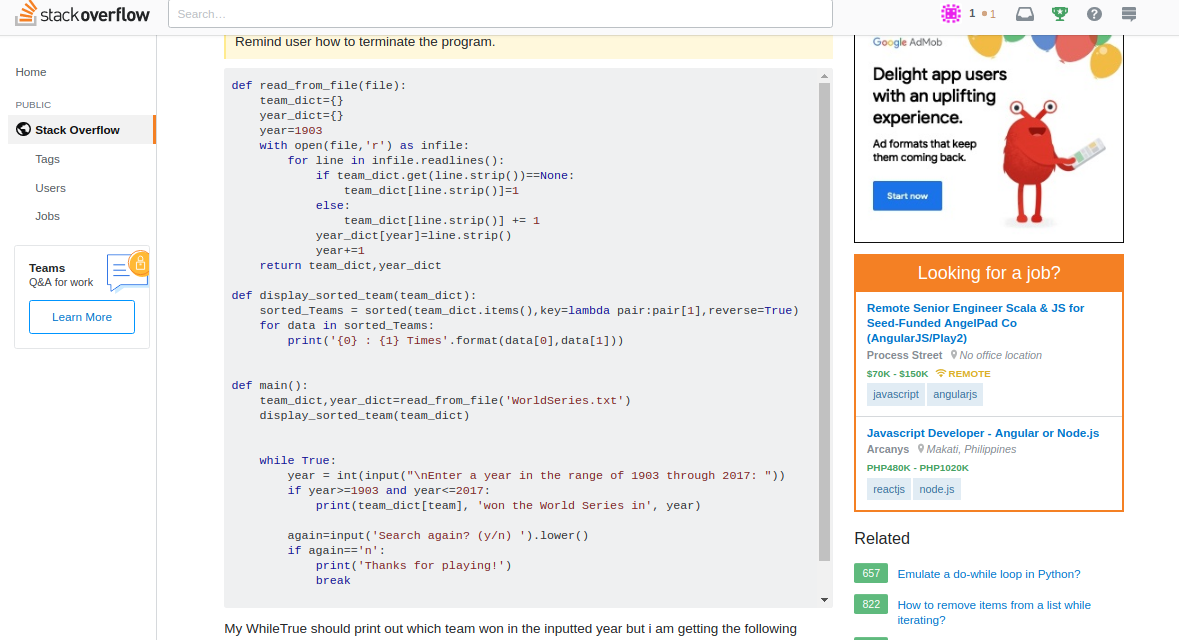 stackoverflow
Search…
1 1
Home
PUBLIC
Stack Overflow
Tags
Users
Jobs
Teams
Q&A for work
Learn More
Remind user how to terminate the program.
def read_from_file(file):
    team_dict={}
    year_dict={}
    year=1903
    with open(file,'r') as infile:
        for line in infile.readlines():
            if team_dict.get(line.strip())==None:
                team_dict[line.strip()]=1
            else:
                team_dict[line.strip()] += 1
            year_dict[year]=line.strip()
            year+=1
    return team_dict,year_dict
def display_sorted_team(team_dict):
    sorted_Teams = sorted(team_dict.items(),key=lambda pair:pair[1],reverse=True)
    for data in sorted_Teams:
        print('{0} : {1} Times'.format(data[0],data[1]))
def main():
    team_dict,year_dict=read_from_file('WorldSeries.txt')
    display_sorted_team(team_dict)
    while True:
        year = int(input("\nEnter a year in the range of 1903 through 2017: "))
        if year>=1903 and year<=2017:
            print(team_dict[team], 'won the World Series in', year)
        again=input('Search again? (y/n) ').lower()
        if again=='n':
            print('Thanks for playing!')
            break
My WhileTrue should print out which team won in the inputted year but i am getting the following
Google AdMob
Delight app users
with an uplifting
experience.
Ad formats that keep
them coming back.
Start now
Looking for a job?
Remote Senior Engineer Scala & JS for
Seed-Funded AngelPad Co
(AngularJS/Play2)
Process Street No office location
$70K - $150K REMOTE
javascript angularjs
Javascript Developer - Angular or Node.js
Arcanys Makati, Philippines
PHP480K - PHP1020K
reactjs node.js
Related
657 Emulate a do-while loop in Python?
822 How to remove items from a list while
iterating?